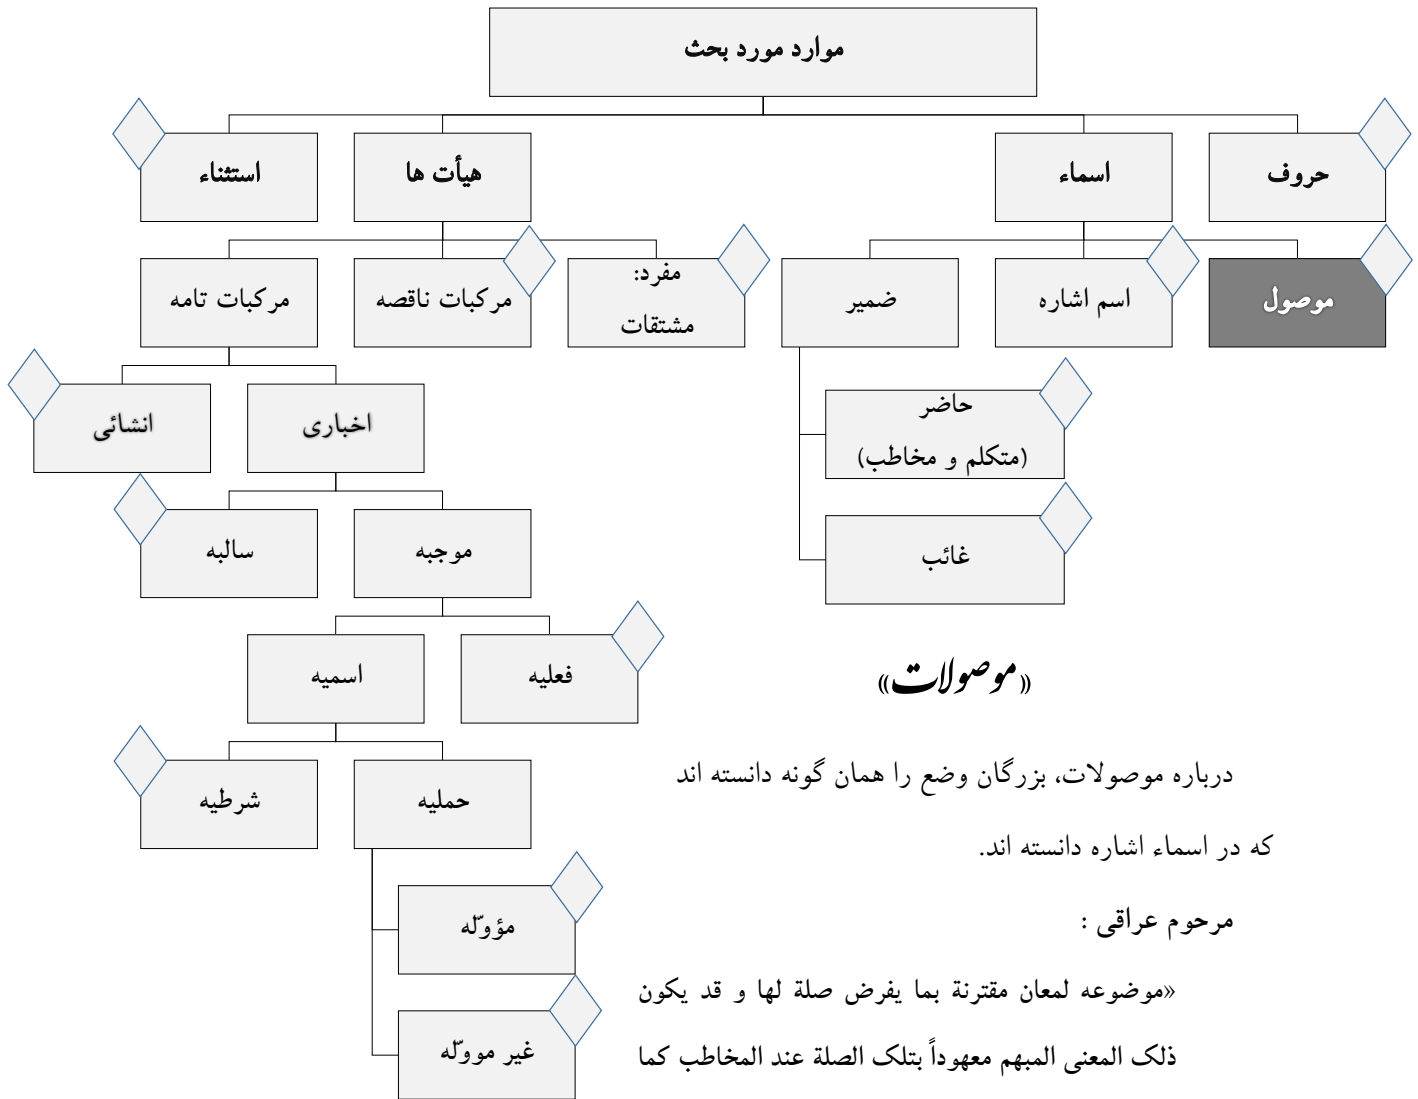 موارد مورد بحث
حروف
اسماء
هیأت ها
استثناء
موصول
اسم اشاره
ضمیر
مفرد:
مشتقات
مرکبات ناقصه
مرکبات تامه
حاضر
(متکلم و مخاطب)
غائب
اخباری
انشائی
موجبه
سالبه
فعلیه
اسمیه
حملیه
شرطیه
مؤوّله
غیر مووّله
«موصولات»
درباره موصولات، بزرگان وضع را همان گونه دانسته اند
که در اسماء اشاره دانسته اند.
مرحوم عراقی :
«موضوعه لمعان مقترنة بما یفرض صلة لها و قد یکون
ذلک المعنی المبهم معهوداً بتلک الصلة عند المخاطب کما